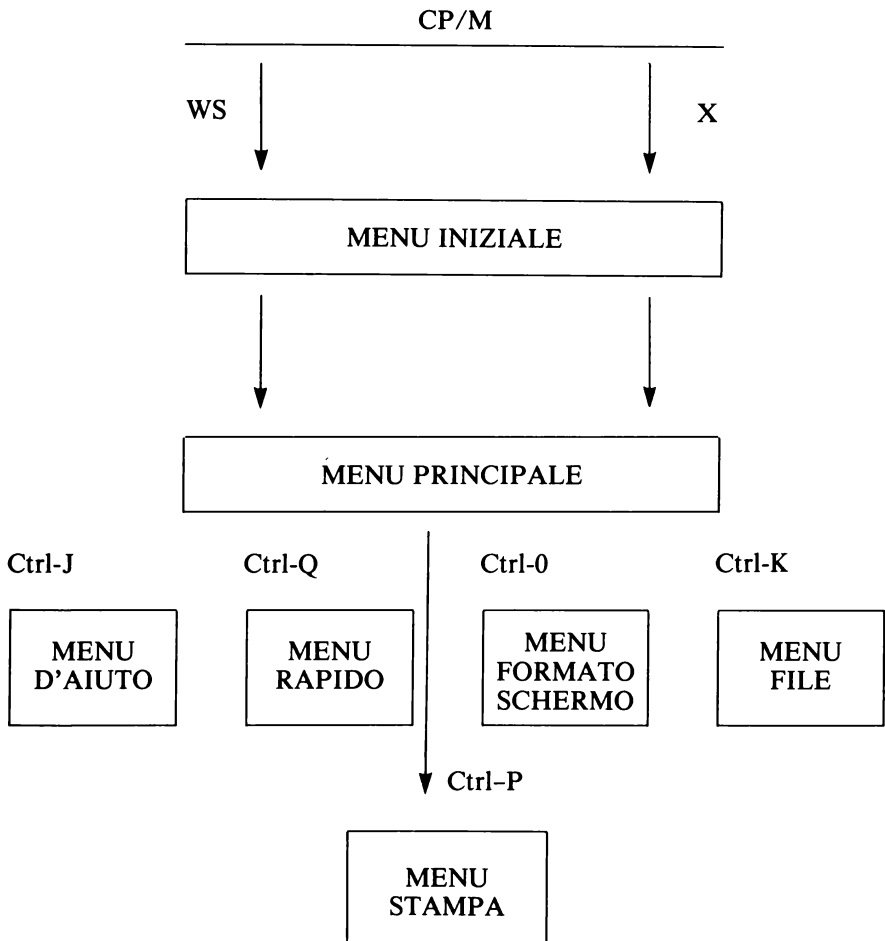 CP/M
WS
X
MENU INIZIALE
MENU PRINCIPALE
Ctrl-J
Ctrl-Q
Ctrl-0
Ctrl-K
MENU
D'AIUTO
MENU
RAPIDO
MENU
FORMATO
SCHERMO
MENU
FILE
Ctrl-P
MENU
STAMPA